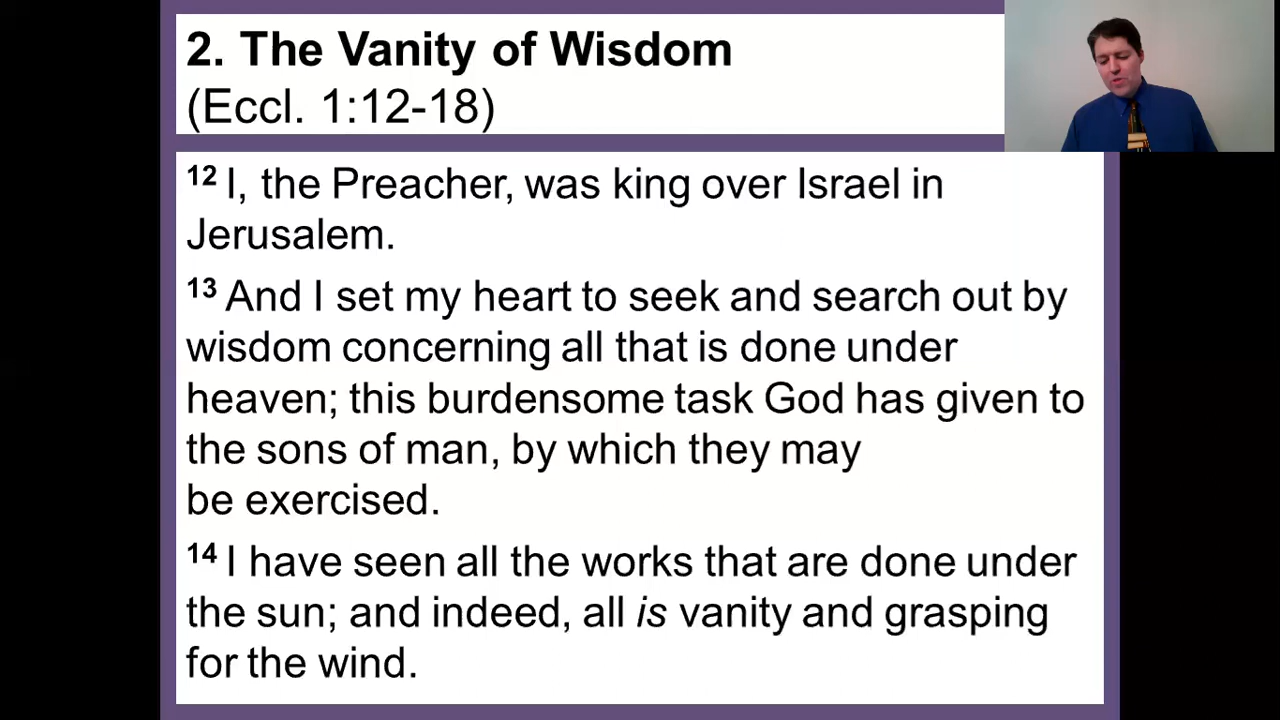 2. The Vanity of Wisdom
(Eccl. 1:12-18)
12 I, the Preacher, was king over Israel in
Jerusalem.
13 And I set my heart to seek and search out by
wisdom concerning all that is done under
heaven; this burdensome task God has given to
the sons of man, by which they may
be exercised.
14 I have seen all the works that are done under
the sun; and indeed, all is vanity and grasping
for the wind.